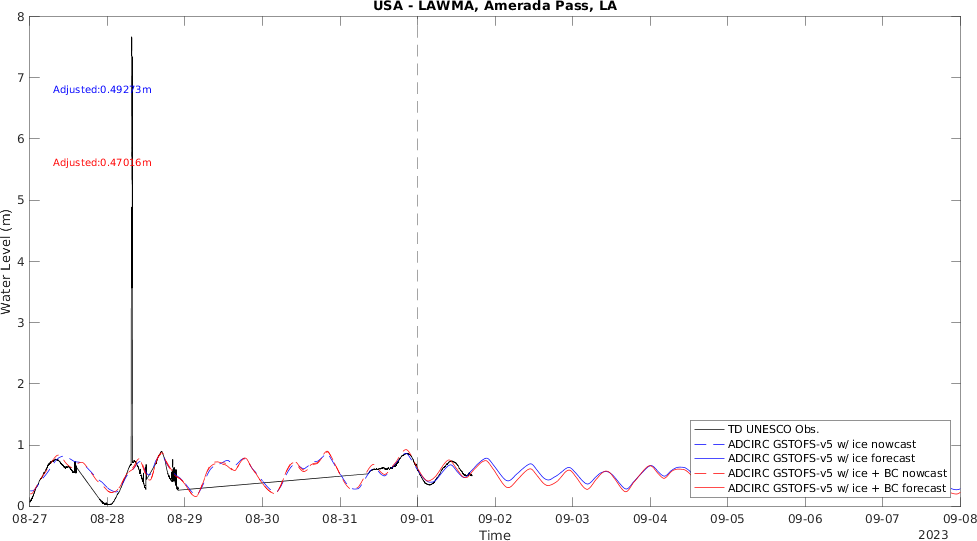 USA - LAWMA, Amerada Pass, LA
8
7
6
5
4
3
2
1
0
Water Level (m)
Adjusted:0.49273m
Adjusted:0.47016m
TD UNESCO Obs.
ADCIRC GSTOFS-v5 w/ ice nowcast
ADCIRC GSTOFS-v5 w/ ice forecast
ADCIRC GSTOFS-v5 w/ ice + BC nowcast
ADCIRC GSTOFS-v5 w/ ice + BC forecast
08-27 08-28 08-29 08-30 08-31 09-01 09-02 09-03 09-04 09-05 09-06 09-07 09-08
Time
2023